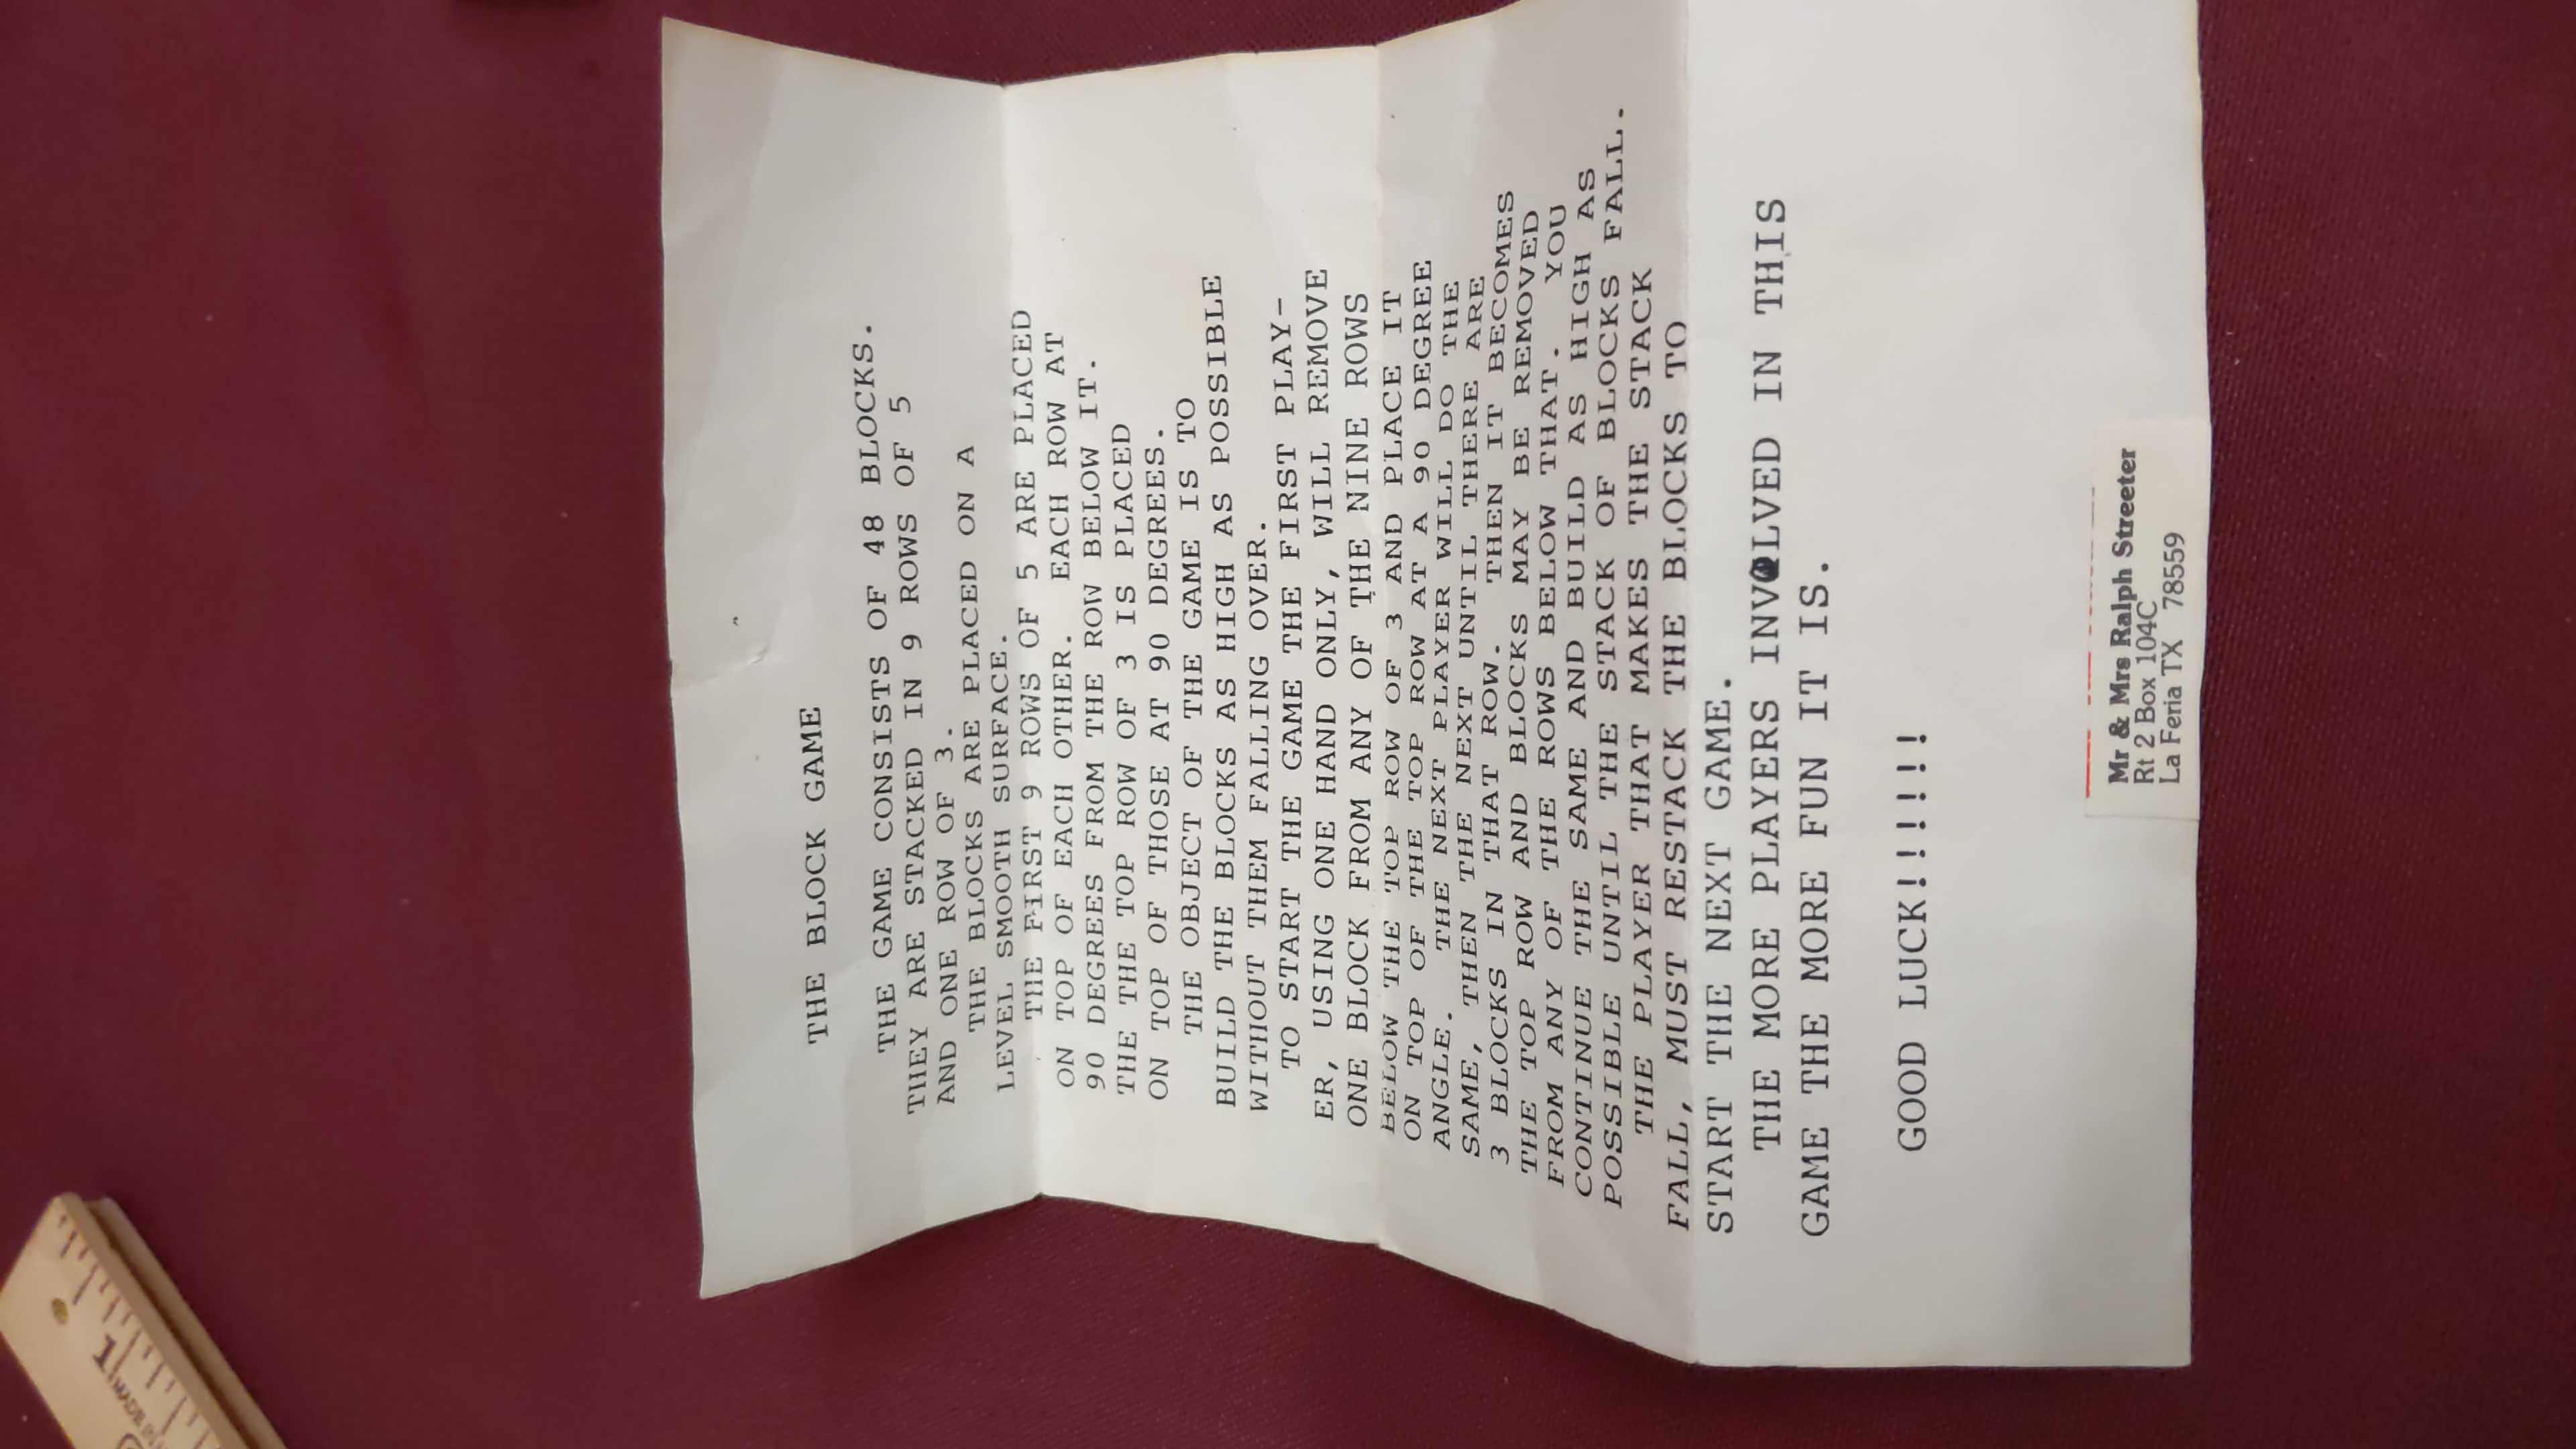 THE BLOCK GAME
THE GAME CONSISTS OF 48 BLOCKS.
THEY ARE STACKED IN 9 ROWS OF 5
AND ONE ROW OF 3.
THE BLOCKS ARE PLACED ON A
LEVEL SMOOTH SURFACE.
THE FIRST 9 ROWS OF 5 ARE PLACED
ON TOP OF EACH OTHER. EACH ROW AT
90 DEGREES FROM THE ROW BELOW IT.
THE THE TOP ROW OF 3 IS PLACED
ON TOP OF THOSE AT 90 DEGREES.
THE OBJECT OF THE GAME IS TO
BUILD THE BLOCKS AS HIGH AS POSSIBLE
WITHOUT THEM FALLING OVER.
TO START THE GAME THE FIRST PLAY-
ER, USING ONE HAND ONLY, WILL REMOVE
ONE BLOCK FROM ANY OF THE NINE ROWS
BELOW THE TOP ROW OF 3 AND PLACE IT
ON TOP OF THE TOP ROW AT A 90 DEGREE
ANGLE. THE NEXT PLAYER WILL DO THE
SAME, THEN THE NEXT UNTIL THERE ARE
3 BLOCKS IN THAT ROW. THEN IT BECOMES
THE TOP ROW AND BLOCKS MAY BE REMOVED
FROM ANY OF THE ROWS BELOW THAT. YOU
CONTINUE THE SAME AND BUILD AS HIGH AS
POSSIBLE UNTIL THE STACK OF BLOCKS FALL.
THE PLAYER THAT MAKES THE STACK
FALL, MUST RESTACK THE BLOCKS TO
START THE NEXT GAME.
THE MORE PLAYERS INVOLVED IN THIS
GAME THE MORE FUN IT IS.
GOOD LUCK!!!!!!!
Mr & Mrs Ralph Streeter
Rt 2 Box 104C
La Feria TX 78559
1
MADE IN